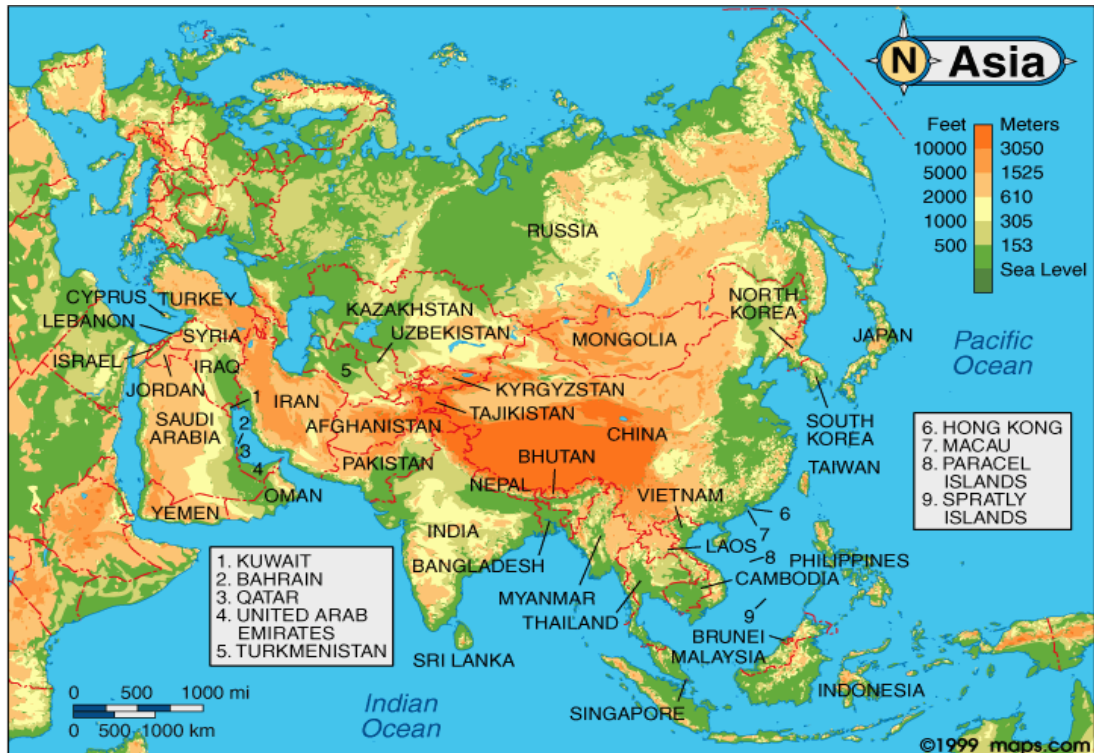 N Asia
Feet Meters
10000 3050
5000 1525
2000 610
1000 305
500 153
Sea Level
RUSSIA
KAZAKHSTAN
UZBEKISTAN
5
MONGOLIA
NORTH
KOREA
JAPAN
Pacific
Ocean
CYPRUS
TURKEY
LEBANON
SYRIA
ISRAEL
IRAQ
JORDAN
SAUDI
ARABIA
1
2
3
4
IRAN
KYRGYZSTAN
TAJIKISTAN
AFGHANISTAN
CHINA
SOUTH
KOREA
TAIWAN
PAKISTAN
BHUTAN
NEPAL
OMAN
YEMEN
VIETNAM
INDIA
6
7
LAOS
8
PHILIPPINES
BANGLADESH
CAMBODIA
MYANMAR
THAILAND
9
BRUNEI
MALAYSIA
SRI LANKA
INDONESIA
SINGAPORE
6. HONG KONG
7. MACAU
8. PARACEL
ISLANDS
9. SPRATLY
ISLANDS
1. KUWAIT
2. BAHRAIN
3. QATAR
4. UNITED ARAB
EMIRATES
5. TURKMENISTAN
0 500 1000 mi
0 500 1000 km
Indian
Ocean
©1999 maps.com